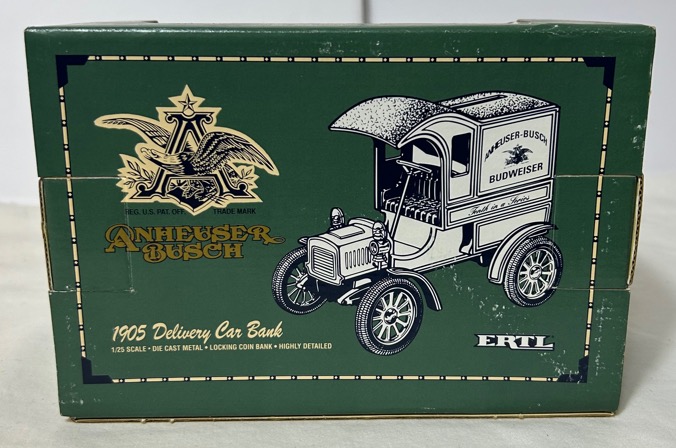 A
REG. U.S. PAT. OFF. TRADE MARK
ANHEUSER
BUSCH
1905 Delivery Car Bank
1/25 SCALE • DIE CAST METAL • LOCKING COIN BANK • HIGHLY DETAILED
ANHEUSER-BUSCH
BUDWEISER
Tenth in a Series
ERTL